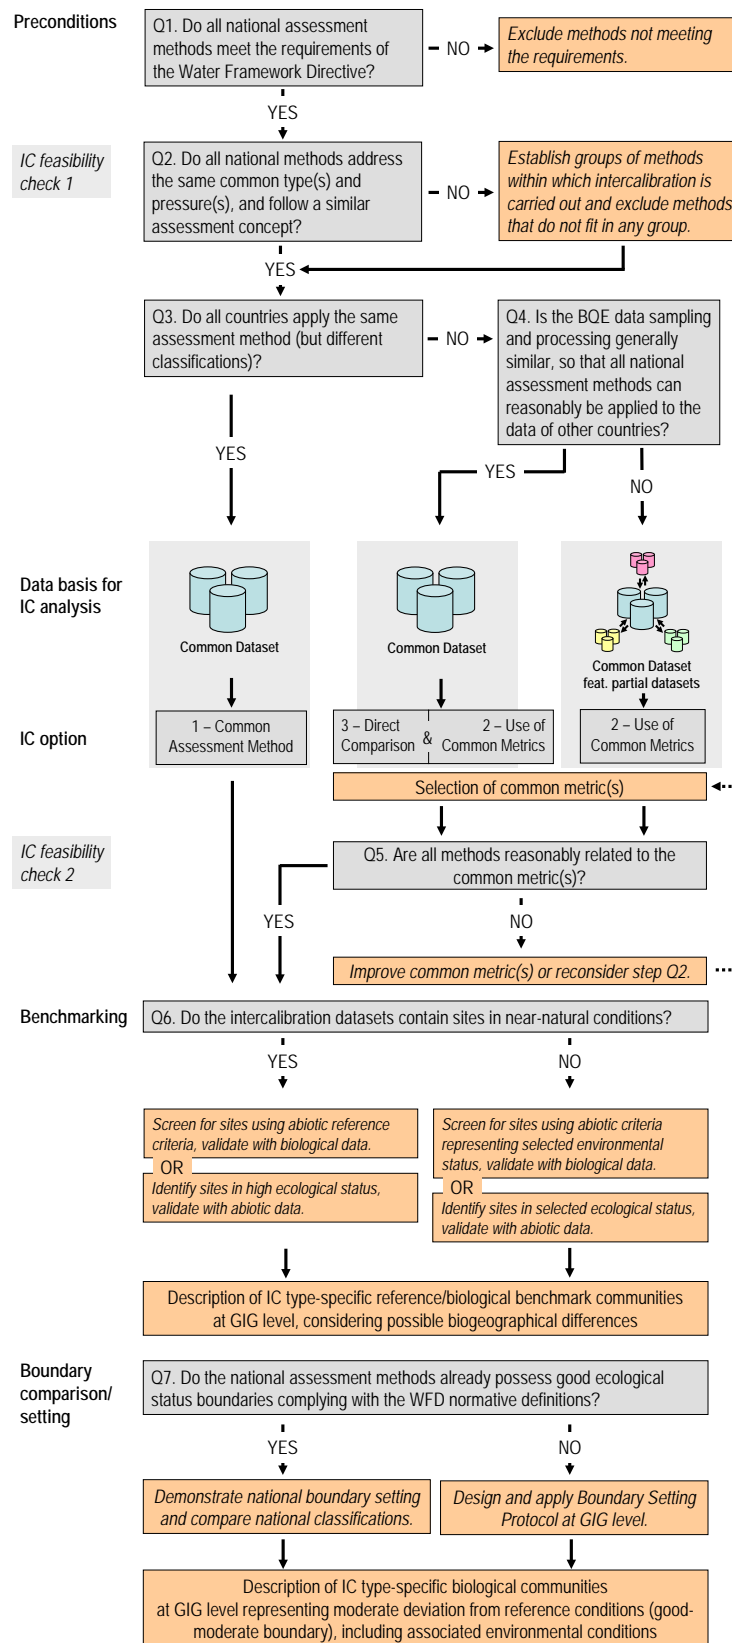 Preconditions
Q1. Do all national assessment
methods meet the requirements of
the Water Framework Directive?
NO
Exclude methods not meeting
the requirements.
YES
IC feasibility
check 1
Q2. Do all national methods address
the same common type(s) and
pressure(s), and follow a similar
assessment concept?
NO
Establish groups of methods
within which intercalibration is
carried out and exclude methods
that do not fit in any group.
YES
Q3. Do all countries apply the same
assessment method (but different
classifications)?
NO
Q4. Is the BQE data sampling
and processing generally
similar, so that all national
assessment methods can
reasonably be applied to the
data of other countries?
YES
YES
NO
Data basis for
IC analysis
Common Dataset
Common Dataset
Common Dataset
feat. partial datasets
IC option
1 – Common
Assessment Method
3 – Direct
Comparison
&
2 – Use of
Common Metrics
2 – Use of
Common Metrics
Selection of common metric(s)
IC feasibility
check 2
Q5. Are all methods reasonably related to the
common metric(s)?
YES
NO
Improve common metric(s) or reconsider step Q2.
Benchmarking
Q6. Do the intercalibration datasets contain sites in near-natural conditions?
YES
NO
Screen for sites using abiotic reference
criteria, validate with biological data.
OR
Identify sites in high ecological status,
validate with abiotic data.
Screen for sites using abiotic criteria
representing selected environmental
status, validate with biological data.
OR
Identify sites in selected ecological status,
validate with abiotic data.
Description of IC type-specific reference/biological benchmark communities
at GIG level, considering possible biogeographical differences
Boundary
comparison/
setting
Q7. Do the national assessment methods already possess good ecological
status boundaries complying with the WFD normative definitions?
YES
NO
Demonstrate national boundary setting
and compare national classifications.
Design and apply Boundary Setting
Protocol at GIG level.
Description of IC type-specific biological communities
at GIG level representing moderate deviation from reference conditions (good-
moderate boundary), including associated environmental conditions